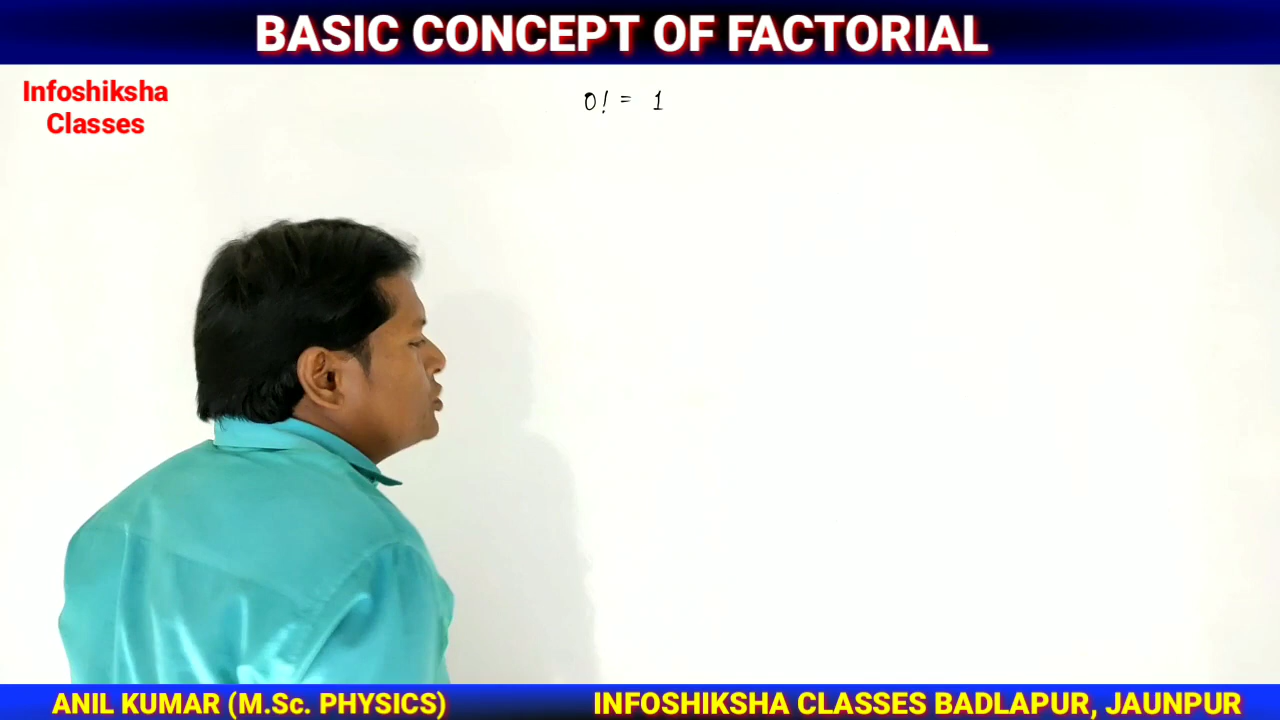 BASIC CONCEPT OF FACTORIAL
Infoshiksha
Classes
0! = 1
ANIL KUMAR (M.Sc. PHYSICS)
INFOSHIKSHA CLASSES BADLAPUR, JAUNPUR